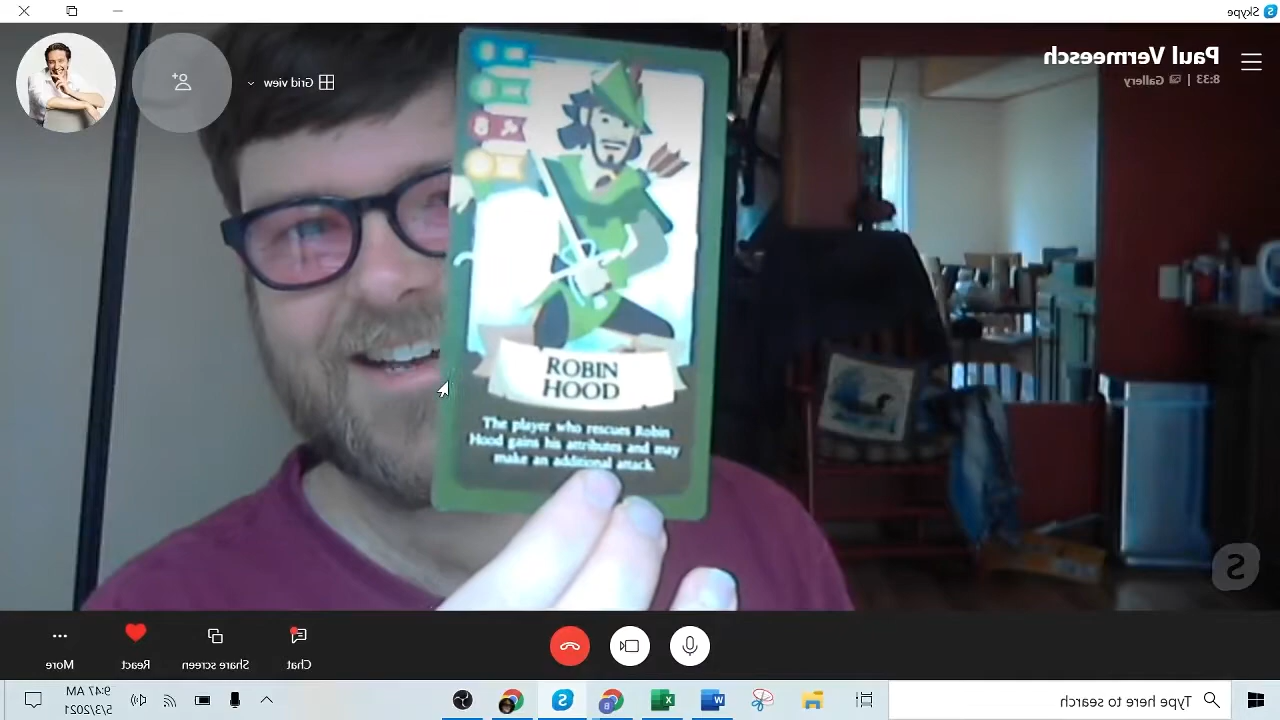 Skype
Paul Vermeesch
8:33 | Gallery
Grid view
ROBIN
HOOD
The player who rescues Robin
Hood gains his attributes and may
make an additional attack.
More
React
Share screen
Chat
9:47 AM
5/3/2021
Type here to search